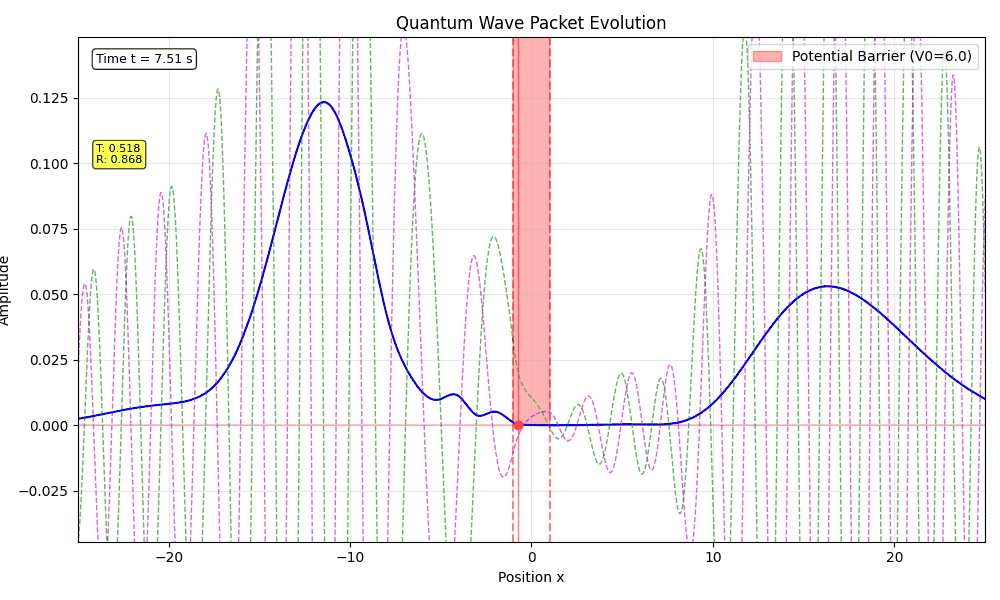 Quantum Wave Packet Evolution
Time t = 7.51 s
Potential Barrier (V0=6.0)
T: 0.518
R: 0.868
0.125
0.100
0.075
0.050
0.025
0.000
−0.025
Amplitude
−20
−10
0
10
20
Position x